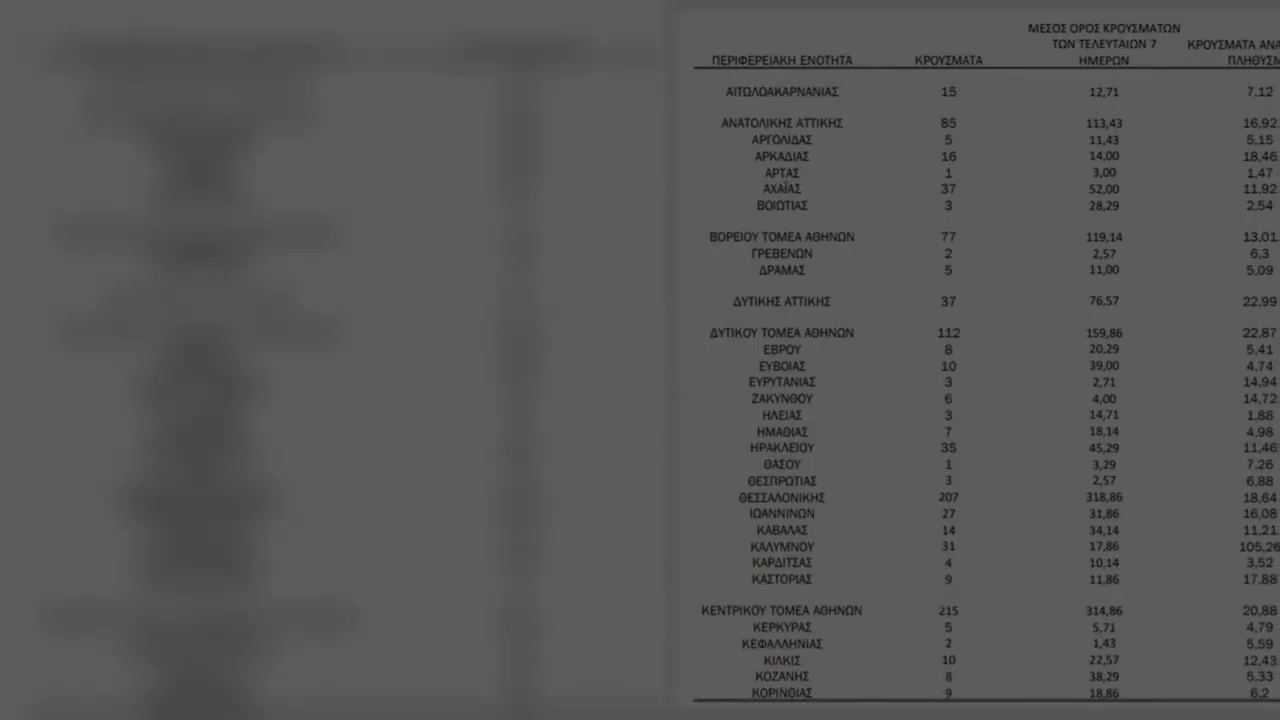 ΜΕΣΟΣ ΟΡΟΣ ΚΡΟΥΣΜΑΤΩΝ
ΤΩΝ ΤΕΛΕΥΤΑΙΩΝ 7 ΚΡΟΥΣΜΑΤΑ ΑΝΑ
ΠΕΡΙΦΕΡΕΙΑΚΗ ΕΝΟΤΗΤΑ ΚΡΟΥΣΜΑΤΑ ΗΜΕΡΩΝ ΠΛΗΘΥΣΜ
ΑΙΤΩΛΟΑΚΑΡΝΑΝΙΑΣ 15 12,71 7,12
ΑΝΑΤΟΛΙΚΗΣ ΑΤΤΙΚΗΣ 85 113,43 16,92
ΑΡΓΟΛΙΔΑΣ 5 11,43 5,15
ΑΡΚΑΔΙΑΣ 16 14,00 18,46
ΑΡΤΑΣ 1 3,00 1,47
ΑΧΑΪΑΣ 37 52,00 11,92
ΒΟΙΩΤΙΑΣ 3 28,29 2,54
ΒΟΡΕΙΟΥ ΤΟΜΕΑ ΑΘΗΝΩΝ 77 119,14 13,01
ΓΡΕΒΕΝΩΝ 2 2,57 6,3
ΔΡΑΜΑΣ 5 11,00 5,09
ΔΥΤΙΚΗΣ ΑΤΤΙΚΗΣ 37 76,57 22,99
ΔΥΤΙΚΟΥ ΤΟΜΕΑ ΑΘΗΝΩΝ 112 159,86 22,87
ΕΒΡΟΥ 8 20,29 5,41
ΕΥΒΟΙΑΣ 10 39,00 4,74
ΕΥΡΥΤΑΝΙΑΣ 3 2,71 14,94
ΖΑΚΥΝΘΟΥ 6 4,00 14,72
ΗΛΕΙΑΣ 3 14,71 1,88
ΗΜΑΘΙΑΣ 7 18,14 4,98
ΗΡΑΚΛΕΙΟΥ 35 45,29 11,46
ΘΑΣΟΥ 1 3,29 7,26
ΘΕΣΠΡΩΤΙΑΣ 3 2,57 6,88
ΘΕΣΣΑΛΟΝΙΚΗΣ 207 318,86 18,64
ΙΩΑΝΝΙΝΩΝ 27 31,86 16,08
ΚΑΒΑΛΑΣ 14 34,14 11,21
ΚΑΛΥΜΝΟΥ 31 17,86 105,26
ΚΑΡΔΙΤΣΑΣ 4 10,14 3,52
ΚΑΣΤΟΡΙΑΣ 9 11,86 17,88
ΚΕΝΤΡΙΚΟΥ ΤΟΜΕΑ ΑΘΗΝΩΝ 215 314,86 20,88
ΚΕΡΚΥΡΑΣ 5 5,71 4,79
ΚΕΦΑΛΛΗΝΙΑΣ 2 1,43 5,59
ΚΙΛΚΙΣ 10 22,57 12,43
ΚΟΖΑΝΗΣ 8 38,29 5,33
ΚΟΡΙΝΘΙΑΣ 9 18,86 6,2